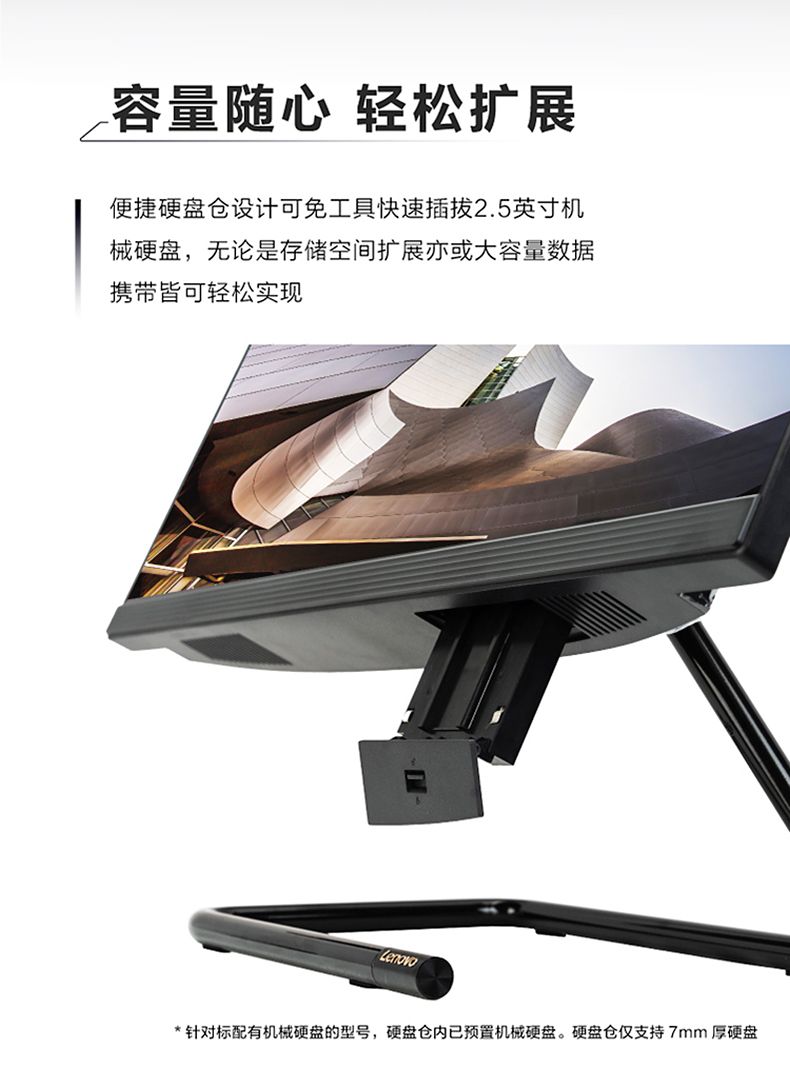 容量随心 轻松扩展
便捷硬盘仓设计可免工具快速插拔2.5英寸机
械硬盘，无论是存储空间扩展亦或大容量数据
携带皆可轻松实现
Lenovo
* 针对标配有机械硬盘的型号，硬盘仓内已预置机械硬盘。硬盘仓仅支持 7mm 厚硬盘